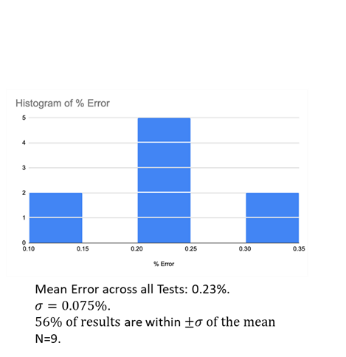 Histogram of % Error
5
4
3
2
1
0
0.10 0.15 0.20 0.25 0.30 0.35
% Error
Mean Error across all Tests: 0.23%.
σ = 0.075%.
56% of results are within ±σ of the mean
N=9.